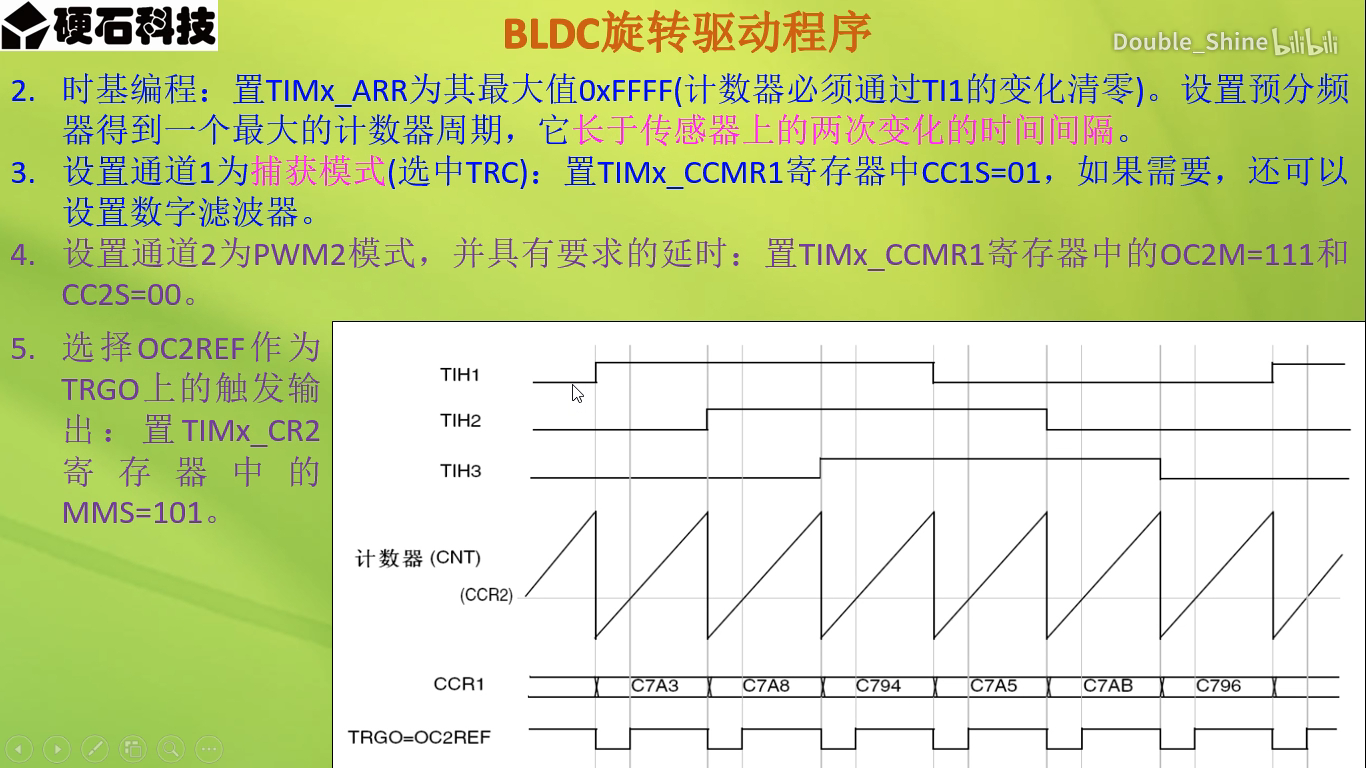 硬石科技
BLDC旋转驱动程序
Double_Shine bilibili
2. 时基编程：置TIMx_ARR为其最大值0xFFFF(计数器必须通过TI1的变化清零)。设置预分频
器得到一个最大的计数器周期，它长于传感器上的两次变化的时间间隔。
3. 设置通道1为捕获模式(选中TRC)：置TIMx_CCMR1寄存器中CC1S=01，如果需要，还可以
设置数字滤波器。
4. 设置通道2为PWM2模式，并具有要求的延时：置TIMx_CCMR1寄存器中的OC2M=111和
CC2S=00。
5. 选择OC2REF作为
TRGO上的触发输
出：置TIMx_CR2
寄存器中的
MMS=101。
TIH1
TIH2
TIH3
计数器 (CNT)
(CCR2)
CCR1 C7A3 C7A8 C794 C7A5 C7AB C796
TRGO=OC2REF